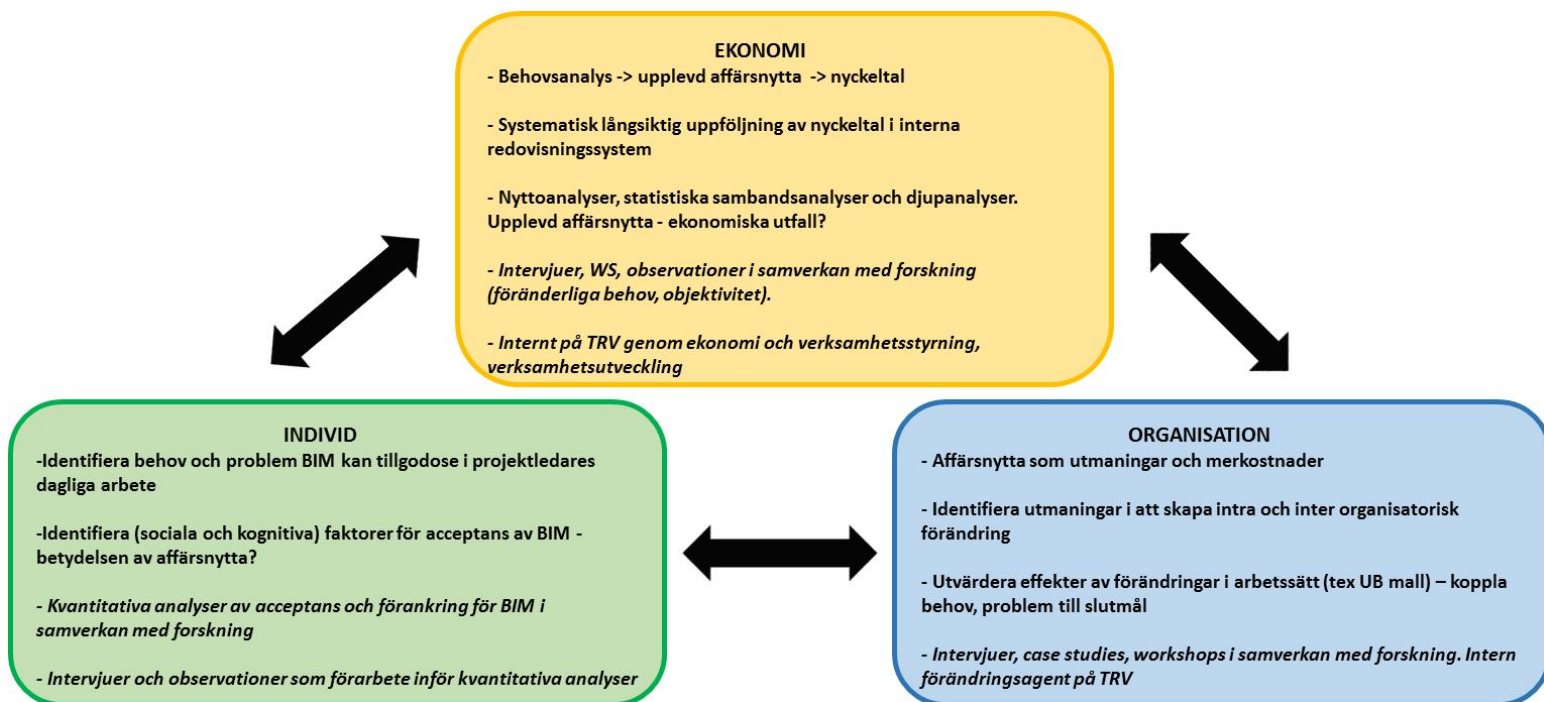 EKONOMI
- Behovsanalys -> upplevd affärsnytta -> nyckeltal
- Systematisk långsiktig uppföljning av nyckeltal i interna
redovisningssystem
- Nyttoanalyser, statistiska sambandsanalyser och djupanalyser.
Upplevd affärsnytta - ekonomiska utfall?
- Intervjuer, WS, observationer i samverkan med forskning
(föränderliga behov, objektivitet).
- Internt på TRV genom ekonomi och verksamhetsstyrning,
verksamhetsutveckling
INDIVID
-Identifiera behov och problem BIM kan tillgodose i projektledares
dagliga arbete
-Identifiera (sociala och kognitiva) faktorer för acceptans av BIM -
betydelsen av affärsnytta?
- Kvantitativa analyser av acceptans och förankring för BIM i
samverkan med forskning
- Intervjuer och observationer som förarbete inför kvantitativa analyser
ORGANISATION
- Affärsnytta som utmaningar och merkostnader
- Identifiera utmaningar i att skapa intra och inter organisatorisk
förändring
- Utvärdera effekter av förändringar i arbetssätt (tex UB mall) – koppla
behov, problem till slutmål
- Intervjuer, case studies, workshops i samverkan med forskning. Intern
förändringsagent på TRV